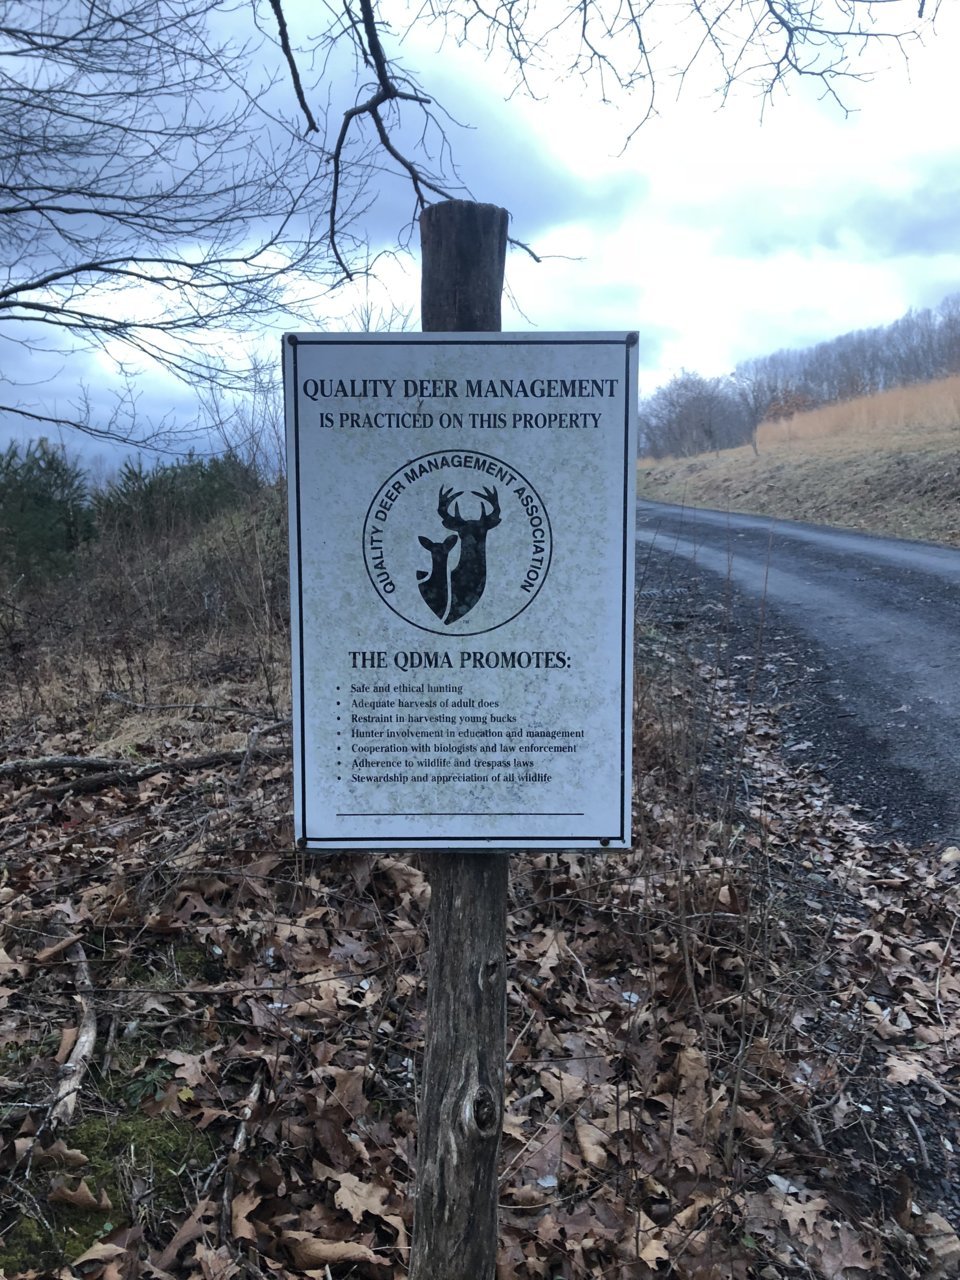 QUALITY DEER MANAGEMENT
IS PRACTICED ON THIS PROPERTY
QUALITY DEER MANAGEMENT ASSOCIATION
TM
THE QDMA PROMOTES:
• Safe and ethical hunting
• Adequate harvests of adult does
• Restraint in harvesting young bucks
• Hunter involvement in education and management
• Cooperation with biologists and law enforcement
• Adherence to wildlife and trespass laws
• Stewardship and appreciation of all wildlife